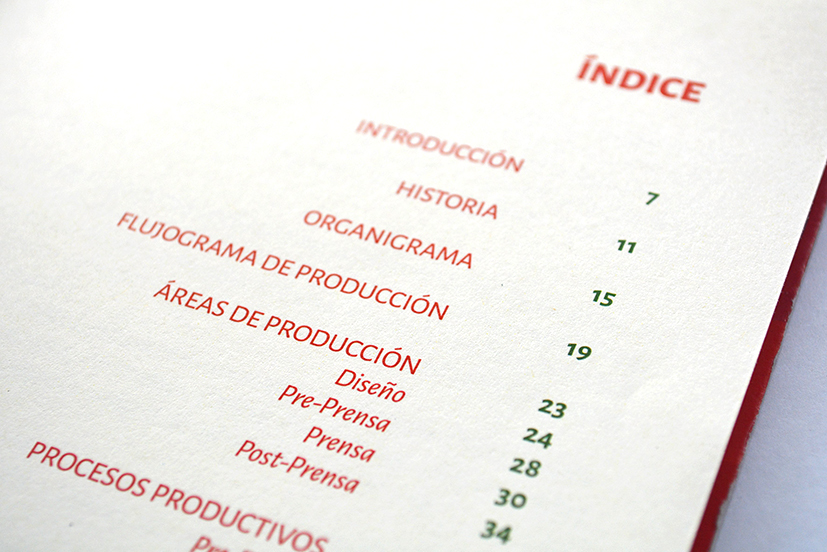 ÍNDICE
INTRODUCCIÓN 7
HISTORIA 11
ORGANIGRAMA 15
FLUJOGRAMA DE PRODUCCIÓN 19
ÁREAS DE PRODUCCIÓN 23
Diseño 24
Pre-Prensa 28
Prensa 30
Post-Prensa 34
PROCESOS PRODUCTIVOS